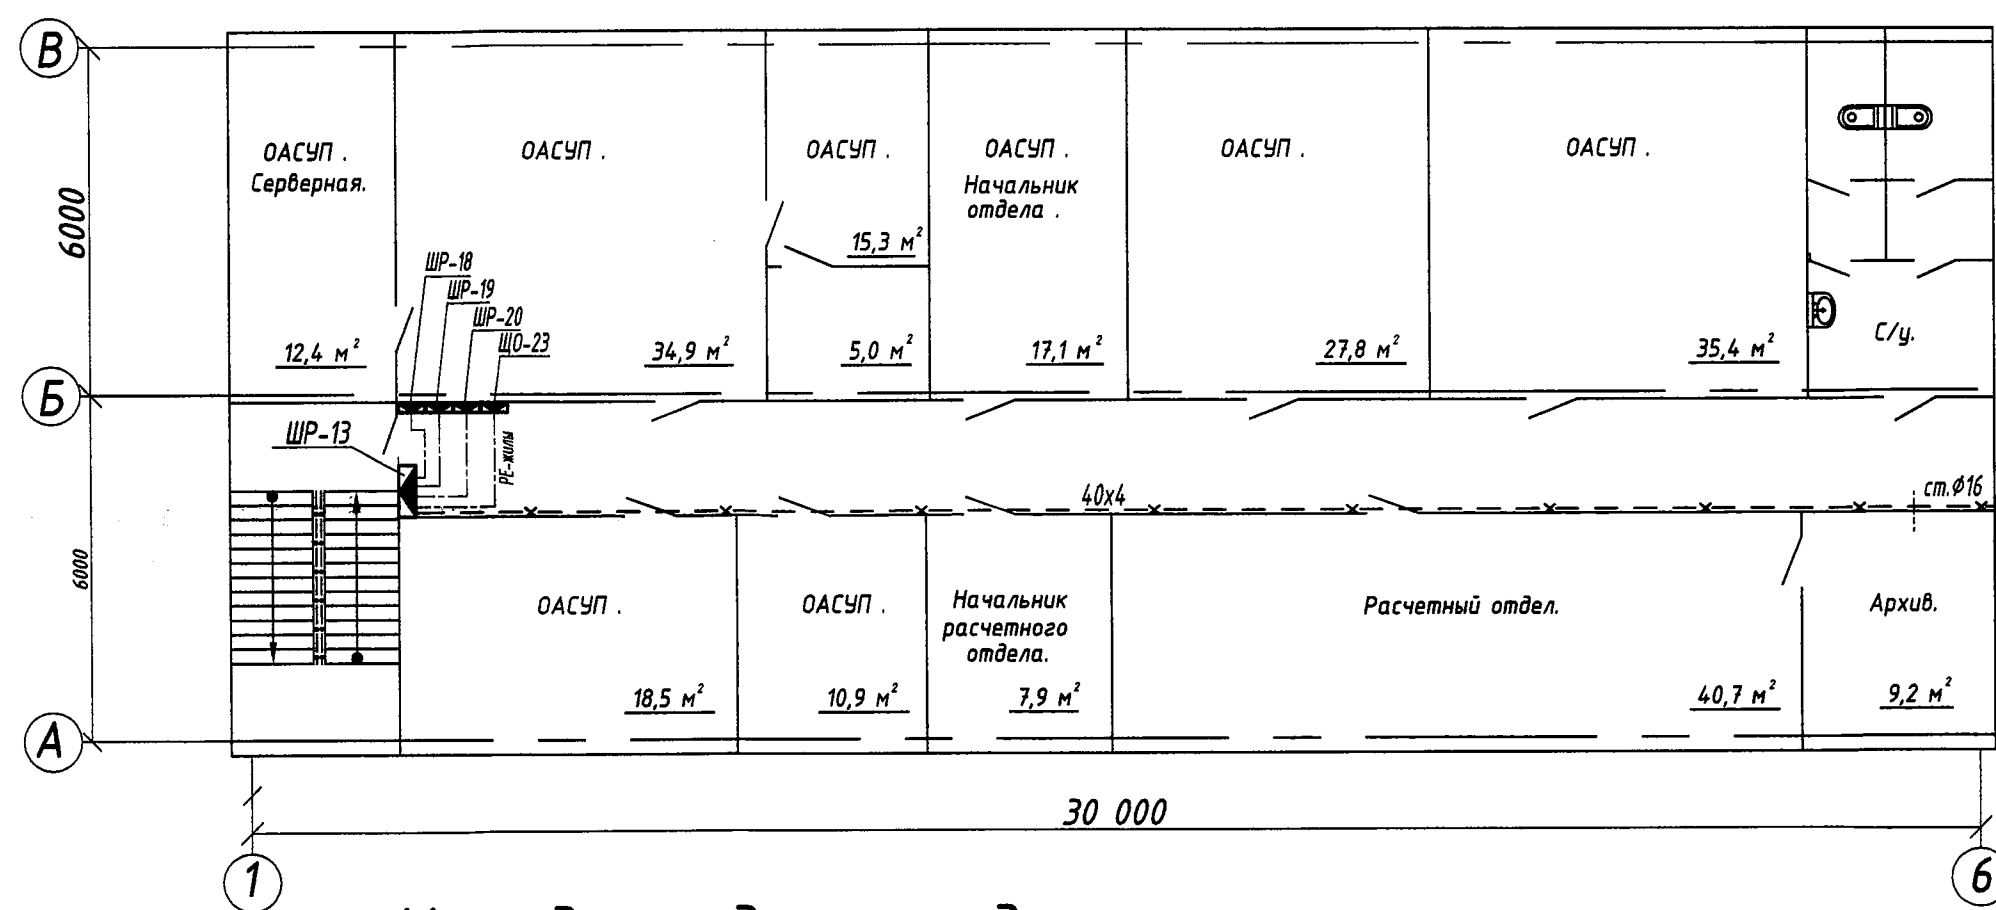 В
ОАСУП .
Серверная.
ОАСУП .
ОАСУП .
ОАСУП .
Начальник
отдела .
ОАСУП .
ОАСУП .
6000
15,3 м²
ШР-18
ШР-19
ШР-20
ЩО-23
12,4 м²
34,9 м²
5,0 м²
17,1 м²
27,8 м²
35,4 м²
С/у.
Б
ШР-13
РЕ-жилы
40х4
ст.Ф16
6000
ОАСУП .
ОАСУП .
Начальник
расчетного
отдела.
Расчетный отдел.
Архив.
18,5 м²
10,9 м²
7,9 м²
40,7 м²
9,2 м²
А
30 000
1
6